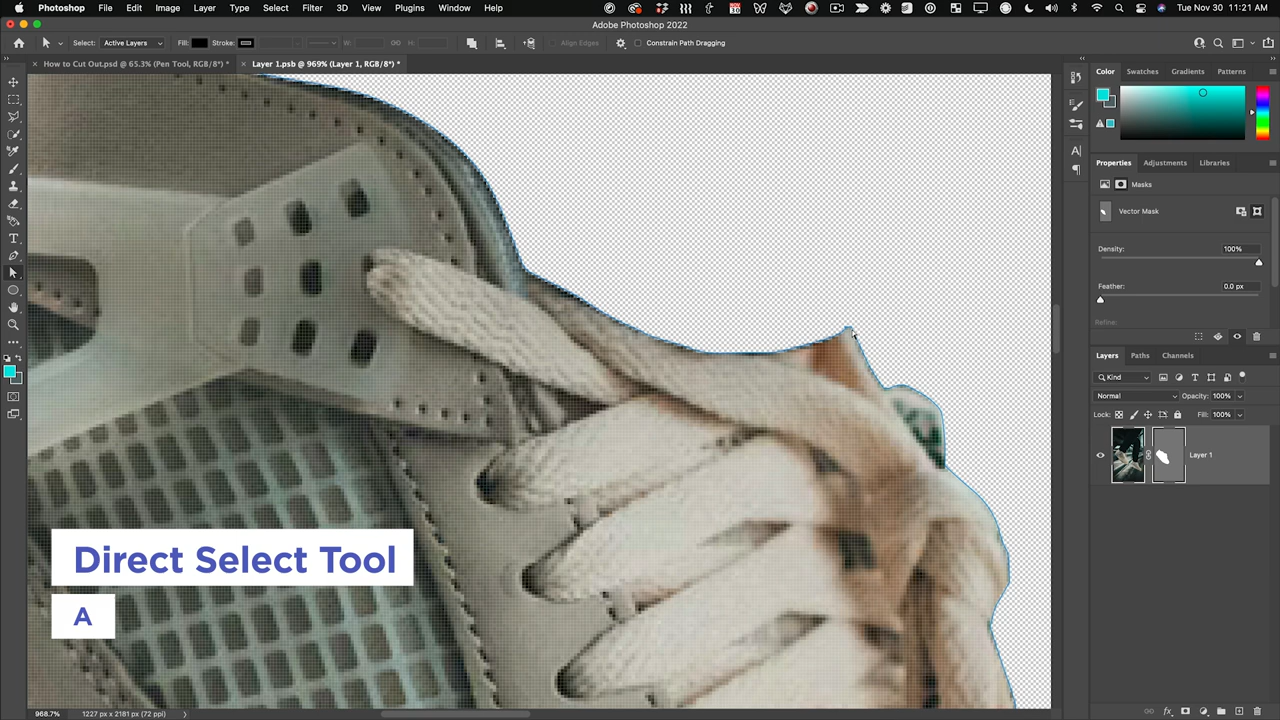 Photoshop File Edit Image Layer Type Select Filter 3D View Plugins Window Help
Tue Nov 30 11:21 AM
Adobe Photoshop 2022
Select: Active Layers Fill: Stroke: W: H: Align Edges Constrain Path Dragging
How to Cut Out.psd @ 65.3% (Pen Tool, RGB/8*) * Layer 1.psb @ 969% (Layer 1, RGB/8*) *
Color Swatches Gradients Patterns
Properties Adjustments Libraries
Masks
Vector Mask
Density: 100%
Feather: 0.0 px
Refine:
Layers Paths Channels
Kind
Normal Opacity: 100%
Lock: Fill: 100%
Layer 1
Direct Select Tool
A
968.7% 1227 px x 2181 px (72 ppi)